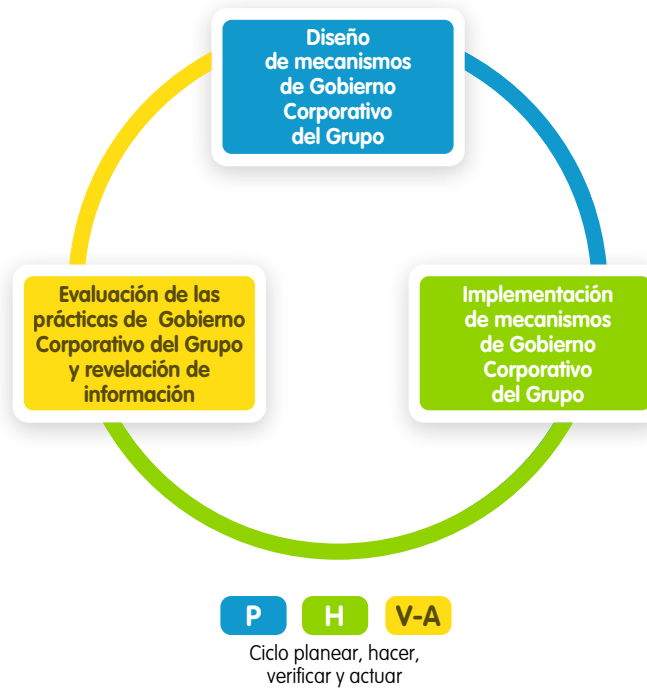 Diseño
de mecanismos
de Gobierno
Corporativo
del Grupo
Evaluación de las
prácticas de Gobierno
Corporativo del Grupo
y revelación de
información
Implementación
de mecanismos
de Gobierno
Corporativo
del Grupo
P H V-A
Ciclo planear, hacer,
verificar y actuar